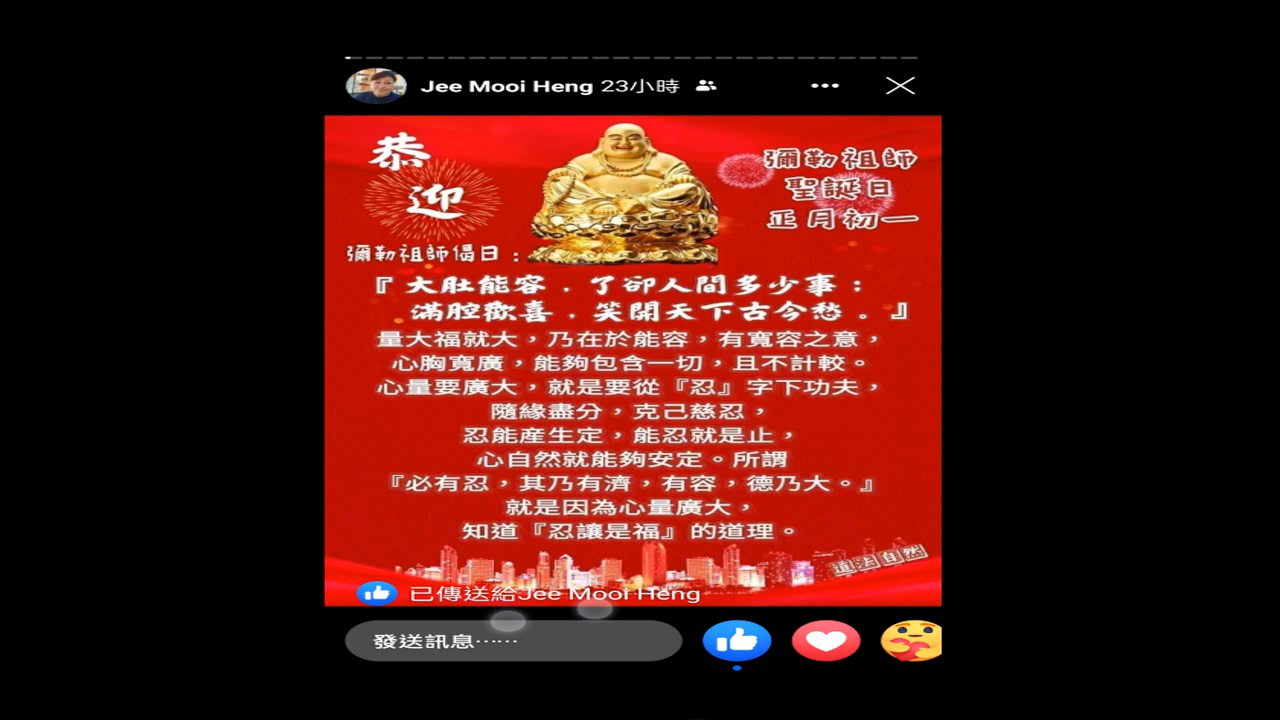 Jee Mooi Heng 23小時
恭
迎
彌勒祖師
聖誕日
正月初一
彌勒祖師偈曰：
『大肚能容．了卻人間多少事：
滿腔歡喜．笑開天下古今愁。』
量大福就大，乃在於能容，有寬容之意，
心胸寬廣，能夠包含一切，且不計較。
心量要廣大，就是要從『忍』字下功夫，
隨緣盡分，克己慈忍，
忍能產生定，能忍就是止，
心自然就能夠安定。所謂
『必有忍，其乃有濟，有容，德乃大。』
就是因為心量廣大，
知道『忍讓是福』的道理。
道法自然
已傳送給Jee Mooi Heng
發送訊息……